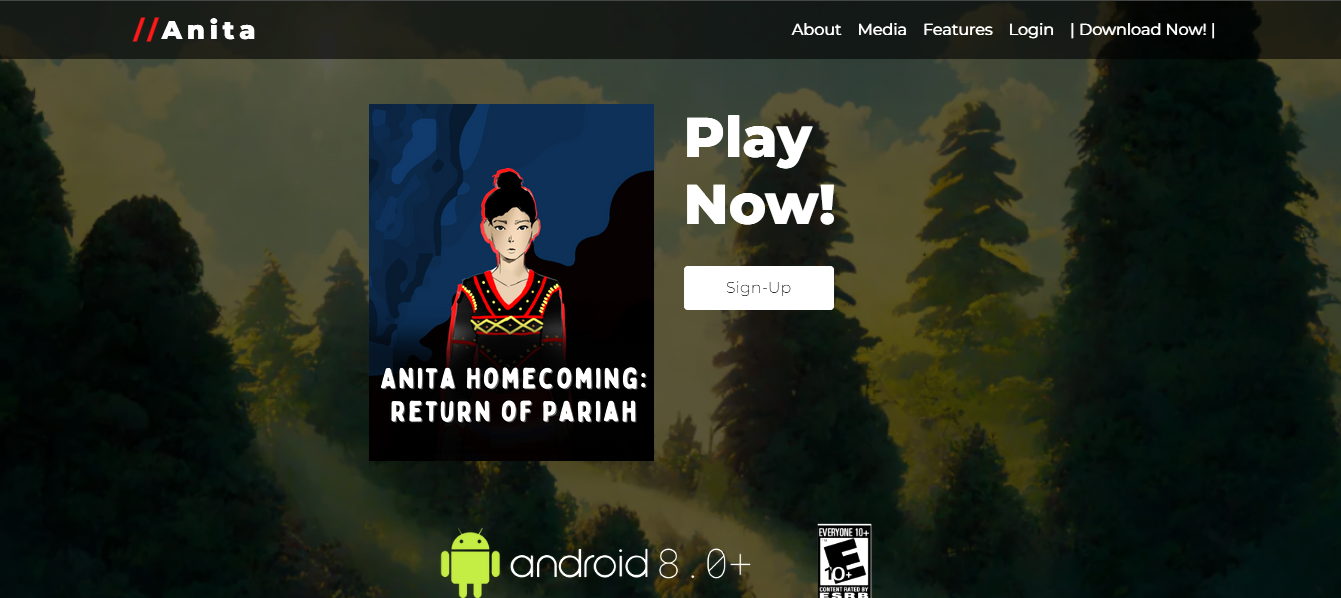 //Anita
About Media Features Login | Download Now! |
Play
Now!
Sign-Up
ANITA HOMECOMING:
RETURN OF PARIAH
android 8.0+
EVERYONE 10+
E
10+
CONTENT RATED BY
ESRB